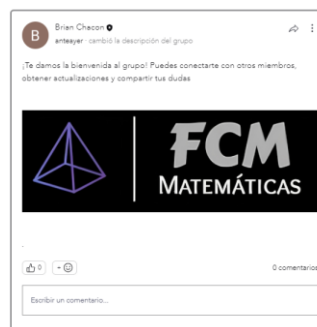 B
Brian Chacon
anteayer · cambió la descripción del grupo
¡Te damos la bienvenida al grupo! Puedes conectarte con otros miembros,
obtener actualizaciones y compartir tus dudas
FCM
MATEMÁTICAS
.
0
+
0 comentarios
Escribir un comentario...